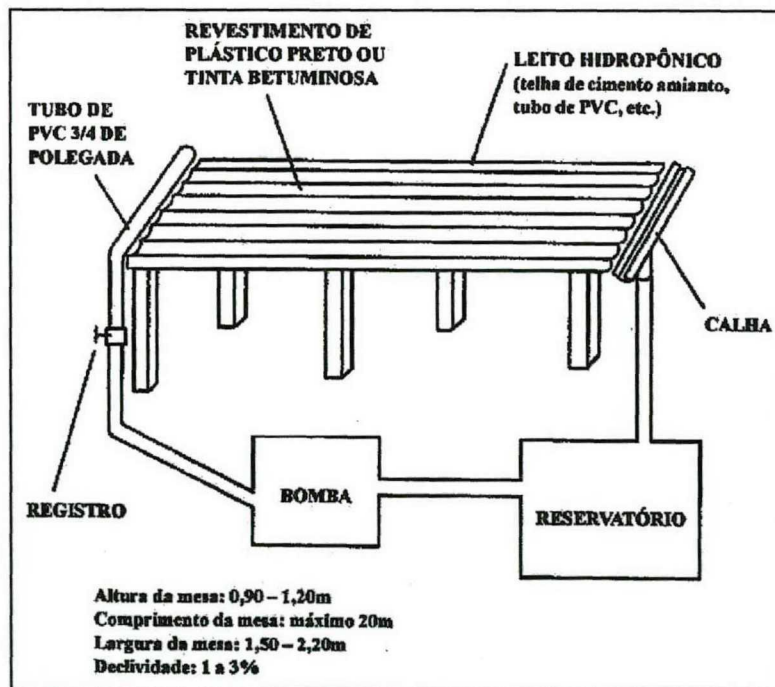 REVESTIMENTO DE
PLÁSTICO PRETO OU
TINTA BETUMINOSA
LEITO HIDROPÔNICO
(telha de cimento amianto,
tubo de PVC, etc.)
TUBO DE
PVC 3/4 DE
POLEGADA
CALHA
REGISTRO
BOMBA
RESERVATÓRIO
Altura da mesa: 0,90 – 1,20m
Comprimento da mesa: máximo 20m
Largura da mesa: 1,50 – 2,20m
Declividade: 1 a 3%